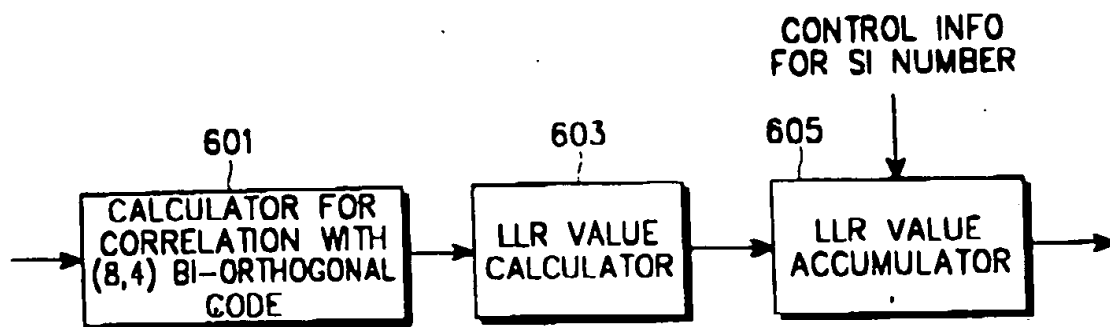 CONTROL INFO
FOR SI NUMBER
601
603
605
CALCULATOR FOR
CORRELATION WITH
(8,4) BI-ORTHOGONAL
CODE
LLR VALUE
CALCULATOR
LLR VALUE
ACCUMULATOR